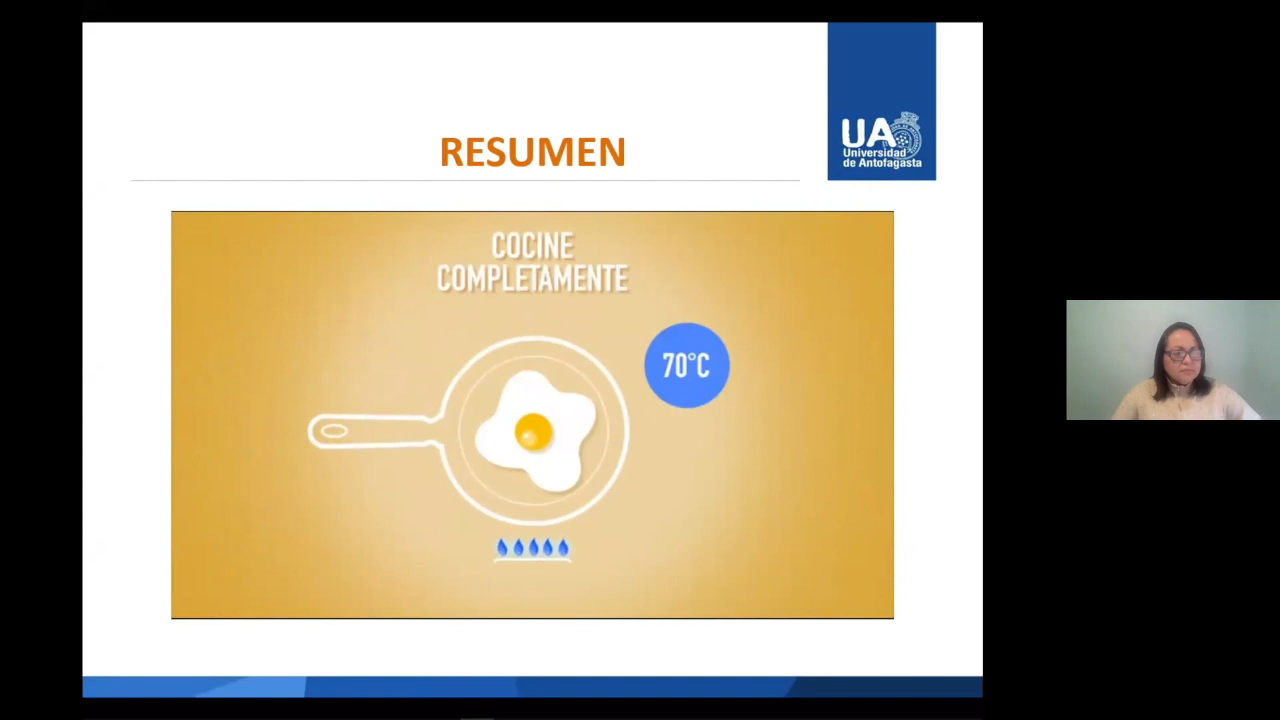 RESUMEN
UA
Universidad
de Antofagasta
COCINE
COMPLETAMENTE
70°C